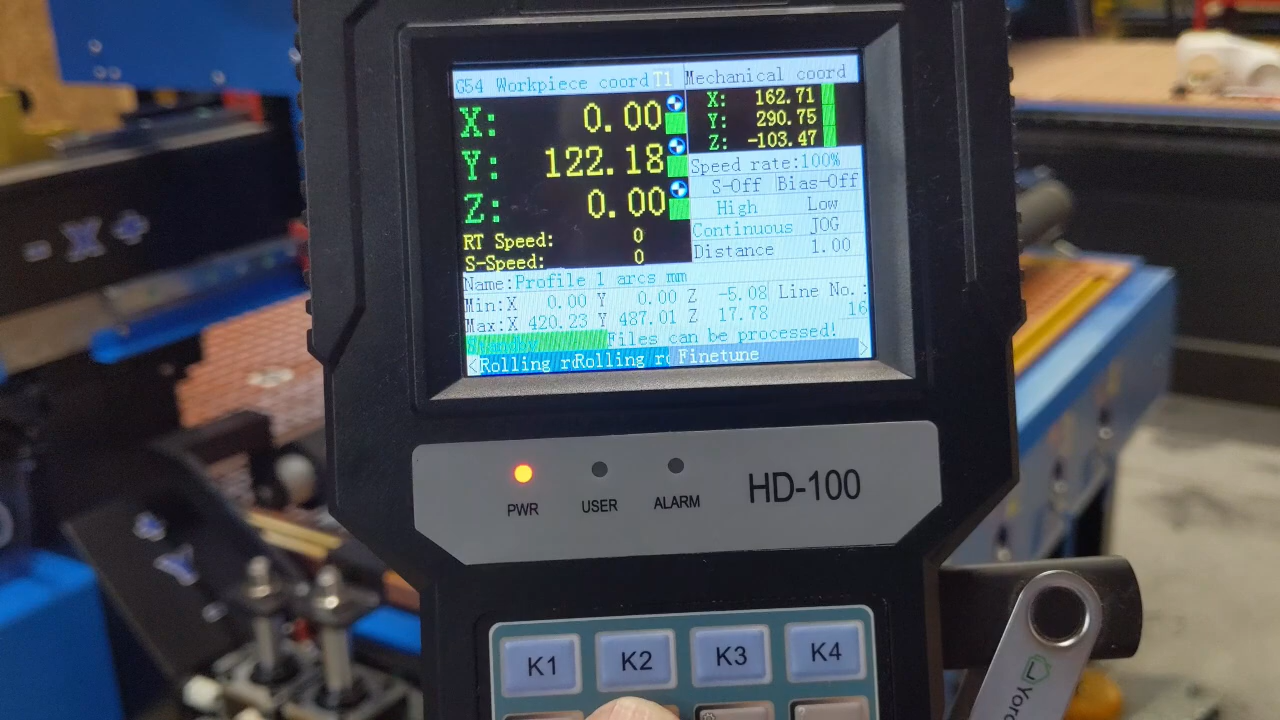 G54 Workpiece coord T1 Mechanical coord
X: 0.00
Y: 122.18
Z: 0.00
RT Speed: 0
S-Speed: 0
X: 162.71
Y: 290.75
Z: -103.47
Speed rate:100%
S-Off Bias-Off
High Low
Continuous JOG
Distance 1.00
Name:Profile 1 arcs mm
Min:X 0.00 Y 0.00 Z -5.08 Line No.:
Max:X 420.23 Y 487.01 Z 17.78 16
Files can be processed!
<Rolling r Rolling r Finetune >
PWR USER ALARM HD-100
K1 K2 K3 K4
- X +
+ Y -